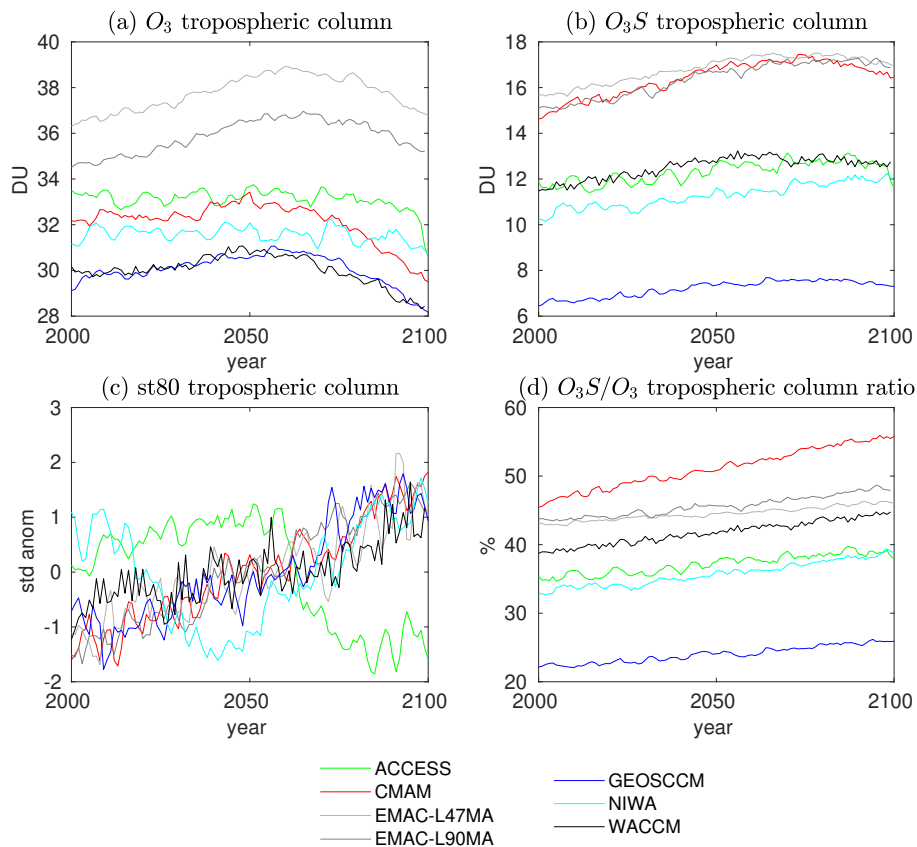 (a) O3 tropospheric column
40
38
36
34
32
30
28
DU
2000 2050 2100
year
(b) O3S tropospheric column
18
16
14
12
10
8
6
DU
2000 2050 2100
year
(c) st80 tropospheric column
3
2
1
0
-1
-2
std anom
2000 2050 2100
year
(d) O3S/O3 tropospheric column ratio
60
50
40
30
20
%
2000 2050 2100
year
ACCESS
CMAM
EMAC-L47MA
EMAC-L90MA
GEOSCCM
NIWA
WACCM